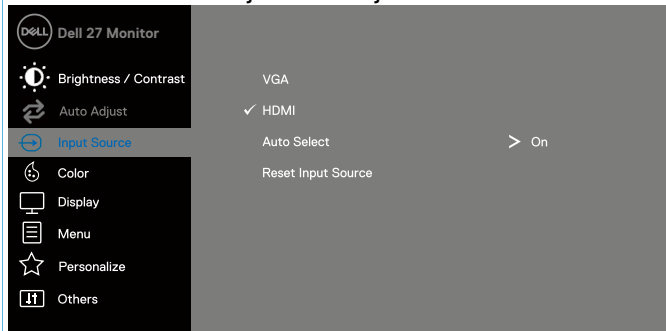 DELL Dell 27 Monitor
Brightness / Contrast
Auto Adjust
Input Source
Color
Display
Menu
Personalize
Others
VGA
✓ HDMI
Auto Select > On
Reset Input Source